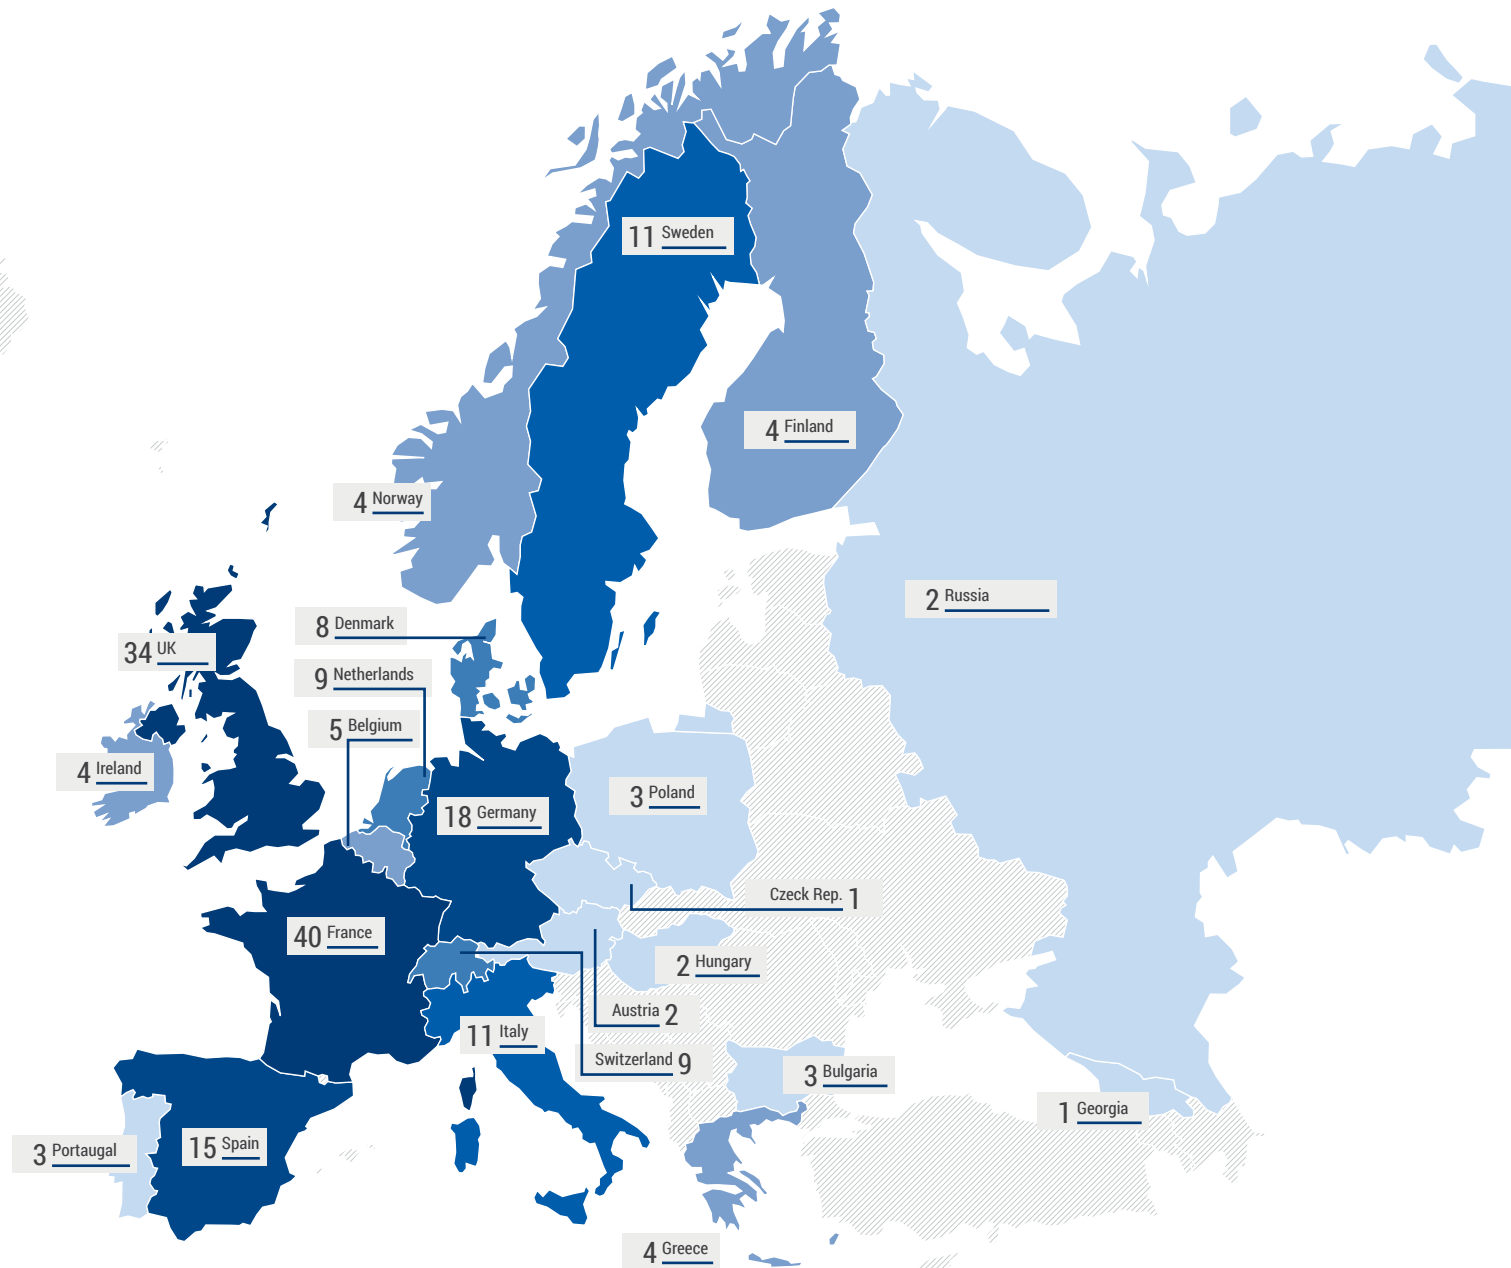 11 Sweden
4 Finland
4 Norway
2 Russia
8 Denmark
34 UK
9 Netherlands
5 Belgium
4 Ireland
3 Poland
18 Germany
Czeck Rep. 1
40 France
2 Hungary
Austria 2
11 Italy
Switzerland 9
3 Bulgaria
1 Georgia
3 Portaugal
15 Spain
4 Greece